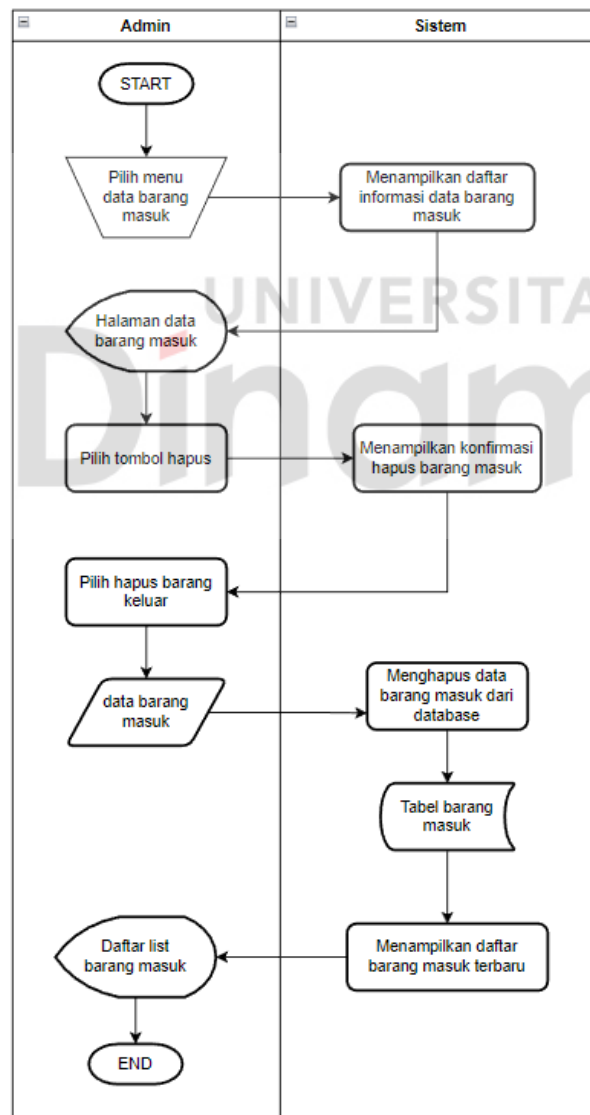 Admin
Sistem
START
Pilih menu
data barang
masuk
Menampilkan daftar
informasi data barang
masuk
UNIVERSITA
Dinam
Halaman data
barang masuk
Pilih tombol hapus
Menampilkan konfirmasi
hapus barang masuk
Pilih hapus barang
keluar
data barang
masuk
Menghapus data
barang masuk dari
database
Tabel barang
masuk
Menampilkan daftar
barang masuk terbaru
Daftar list
barang masuk
END